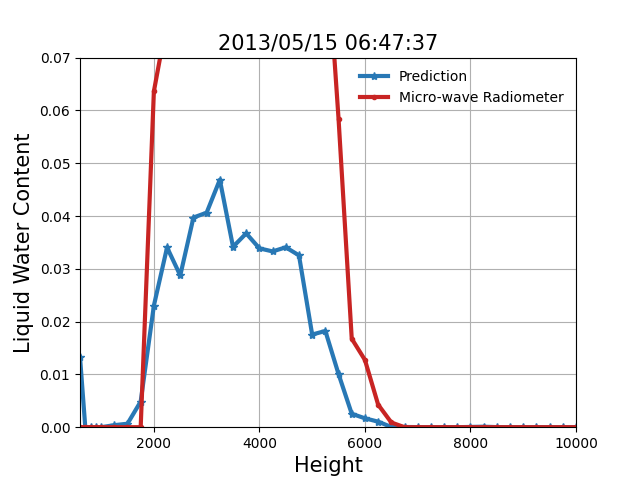 2013/05/15 06:47:37
Prediction
Micro-wave Radiometer
Liquid Water Content
0.07
0.06
0.05
0.04
0.03
0.02
0.01
0.00
2000 4000 6000 8000 10000
Height